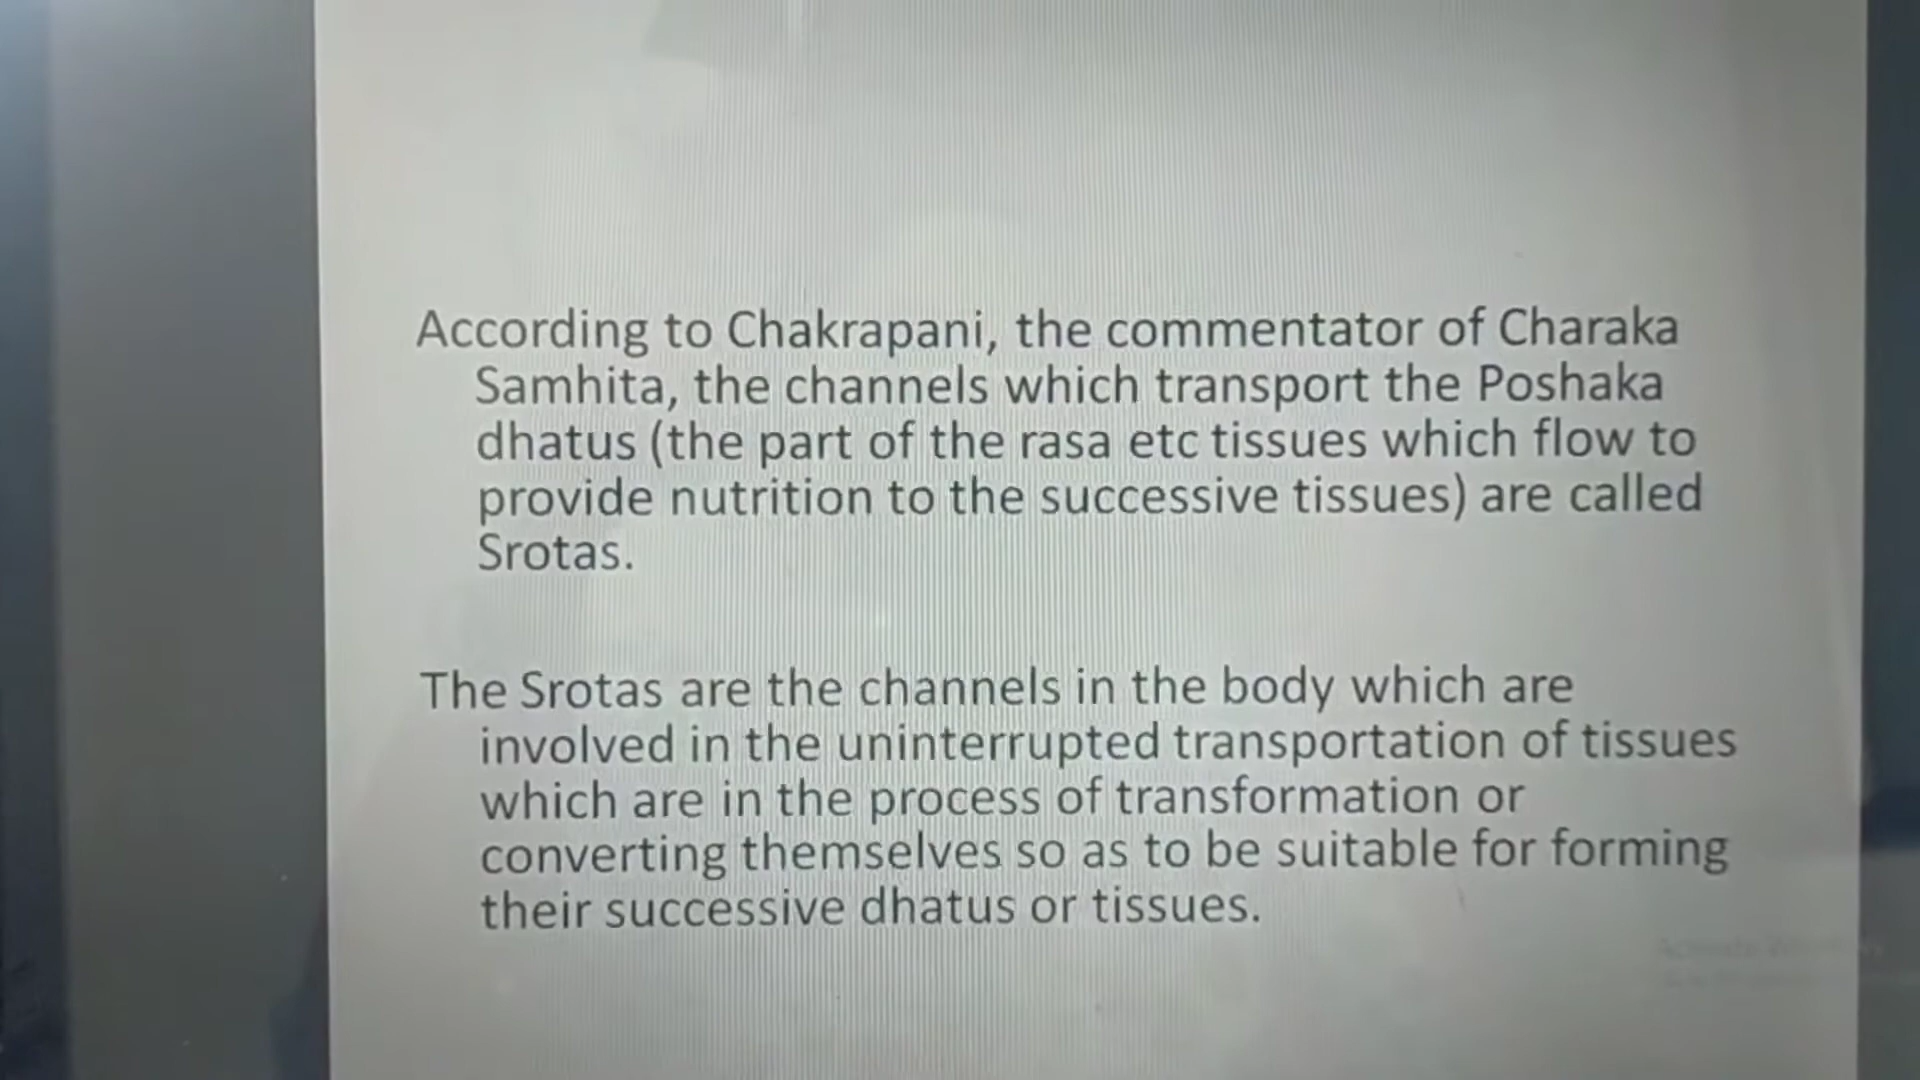 According to Chakrapani, the commentator of Charaka
Samhita, the channels which transport the Poshaka
dhatus (the part of the rasa etc tissues which flow to
provide nutrition to the successive tissues) are called
Srotas.
The Srotas are the channels in the body which are
involved in the uninterrupted transportation of tissues
which are in the process of transformation or
converting themselves so as to be suitable for forming
their successive dhatus or tissues.